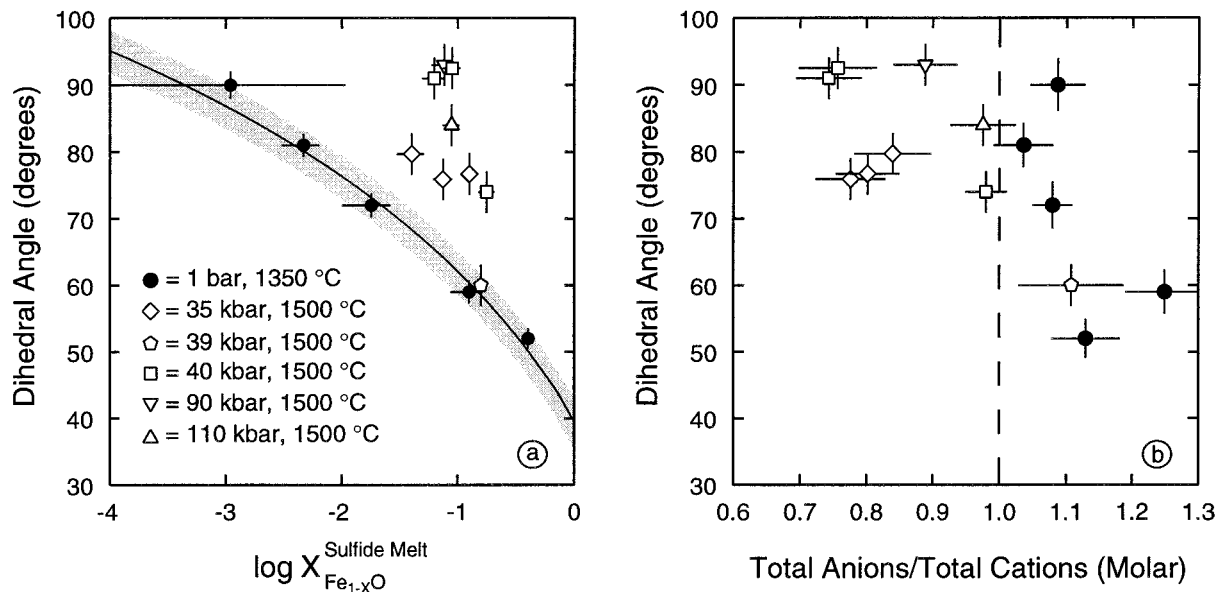 100
90
80
70
60
50
40
30
Dihedral Angle (degrees)
= 1 bar, 1350 °C
= 35 kbar, 1500 °C
= 39 kbar, 1500 °C
= 40 kbar, 1500 °C
= 90 kbar, 1500 °C
= 110 kbar, 1500 °C
a
-4 -3 -2 -1 0
log X Sulfide Melt Fe1-xO
100
90
80
70
60
50
40
30
Dihedral Angle (degrees)
b
0.6 0.7 0.8 0.9 1.0 1.1 1.2 1.3
Total Anions/Total Cations (Molar)